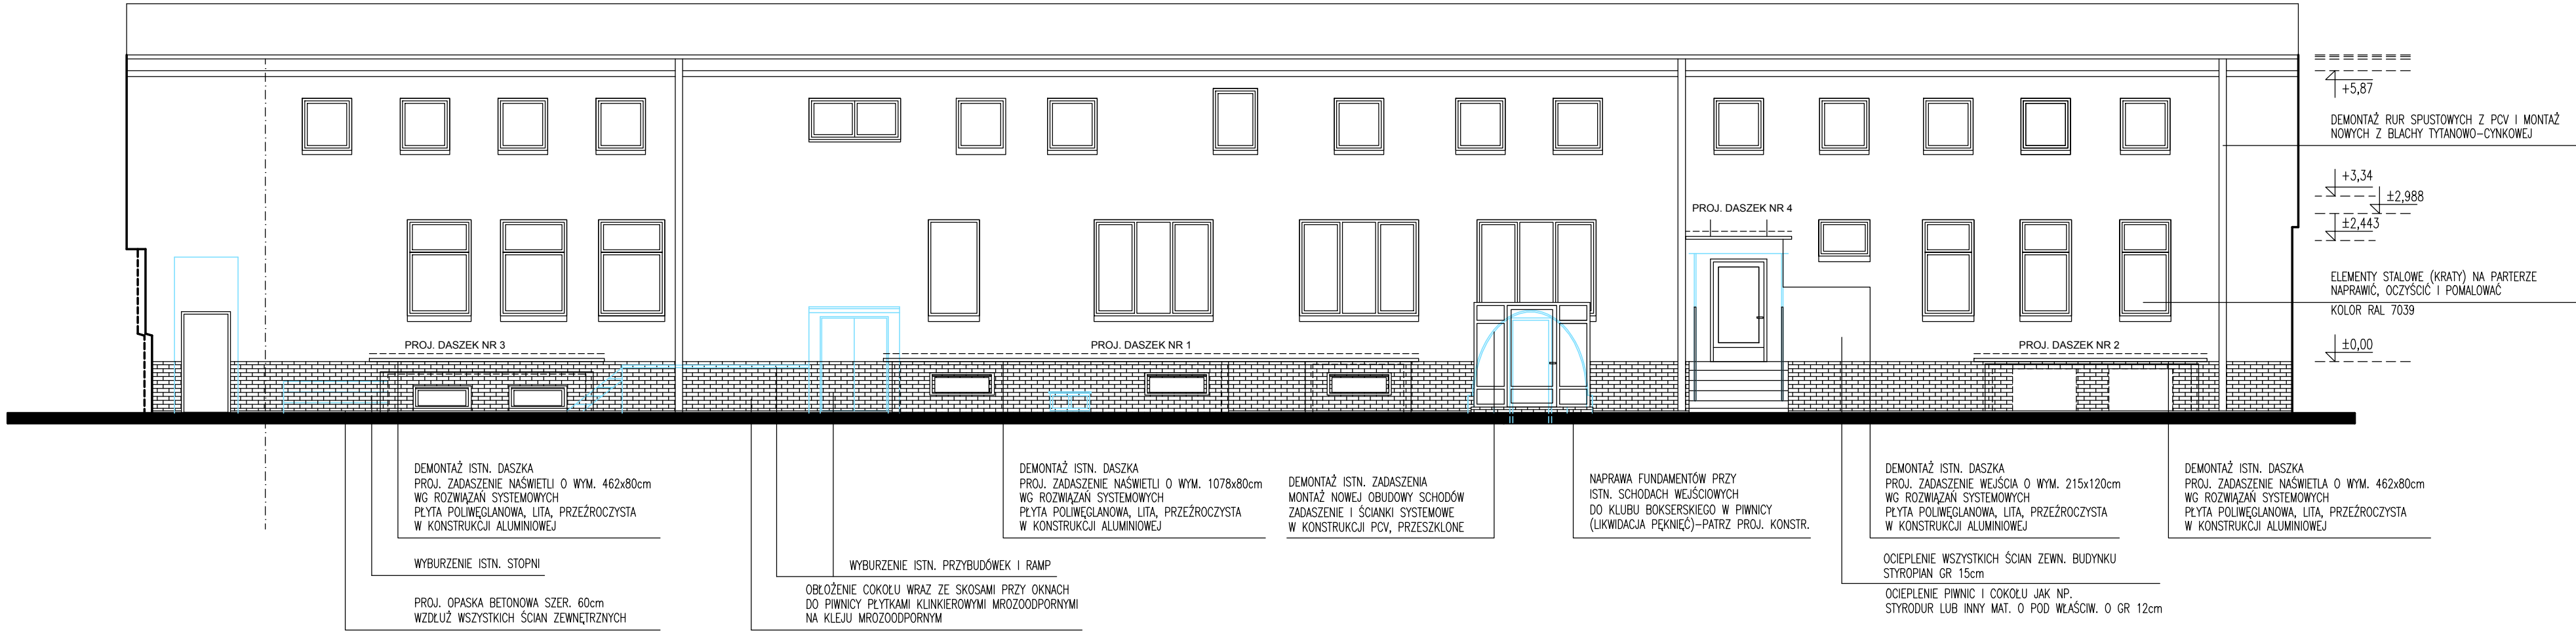 +5,87
DEMONTAŻ RUR SPUSTOWYCH Z PCV I MONTAŻ
NOWYCH Z BLACHY TYTANOWO-CYNKOWEJ
+3,34
±2,988
±2,443
PROJ. DASZEK NR 4
ELEMENTY STALOWE (KRATY) NA PARTERZE
NAPRAWIĆ, OCZYŚCIĆ I POMALOWAĆ
KOLOR RAL 7039
±0,00
PROJ. DASZEK NR 3
PROJ. DASZEK NR 1
PROJ. DASZEK NR 2
DEMONTAŻ ISTN. DASZKA
PROJ. ZADASZENIE NAŚWIETLI O WYM. 462x80cm
WG ROZWIĄZAŃ SYSTEMOWYCH
PŁYTA POLIWĘGLANOWA, LITA, PRZEŹROCZYSTA
W KONSTRUKCJI ALUMINIOWEJ
WYBURZENIE ISTN. STOPNI
PROJ. OPASKA BETONOWA SZER. 60cm
WZDŁUŻ WSZYSTKICH ŚCIAN ZEWNĘTRZNYCH
DEMONTAŻ ISTN. DASZKA
PROJ. ZADASZENIE NAŚWIETLI O WYM. 1078x80cm
WG ROZWIĄZAŃ SYSTEMOWYCH
PŁYTA POLIWĘGLANOWA, LITA, PRZEŹROCZYSTA
W KONSTRUKCJI ALUMINIOWEJ
WYBURZENIE ISTN. PRZYBUDÓWEK I RAMP
OBŁOŻENIE COKOŁU WRAZ ZE SKOSAMI PRZY OKNACH
DO PIWNICY PŁYTKAMI KLINKIEROWYMI MROZOODPORNYMI
NA KLEJU MROZOODPORNYM
DEMONTAŻ ISTN. ZADASZENIA
MONTAŻ NOWEJ OBUDOWY SCHODÓW
ZADASZENIE I ŚCIANKI SYSTEMOWE
W KONSTRUKCJI PCV, PRZESZKLONE
NAPRAWA FUNDAMENTÓW PRZY
ISTN. SCHODACH WEJŚCIOWYCH
DO KLUBU BOKSERSKIEGO W PIWNICY
(LIKWIDACJA PĘKNIĘĆ)-PATRZ PROJ. KONSTR.
DEMONTAŻ ISTN. DASZKA
PROJ. ZADASZENIE WEJŚCIA O WYM. 215x120cm
WG ROZWIĄZAŃ SYSTEMOWYCH
PŁYTA POLIWĘGLANOWA, LITA, PRZEŹROCZYSTA
W KONSTRUKCJI ALUMINIOWEJ
OCIEPLENIE WSZYSTKICH ŚCIAN ZEWN. BUDYNKU
STYROPIAN GR 15cm
OCIEPLENIE PIWNIC I COKOŁU JAK NP.
STYRODUR LUB INNY MAT. O POD WŁAŚCIW. O GR 12cm
DEMONTAŻ ISTN. DASZKA
PROJ. ZADASZENIE NAŚWIETLA O WYM. 462x80cm
WG ROZWIĄZAŃ SYSTEMOWYCH
PŁYTA POLIWĘGLANOWA, LITA, PRZEŹROCZYSTA
W KONSTRUKCJI ALUMINIOWEJ